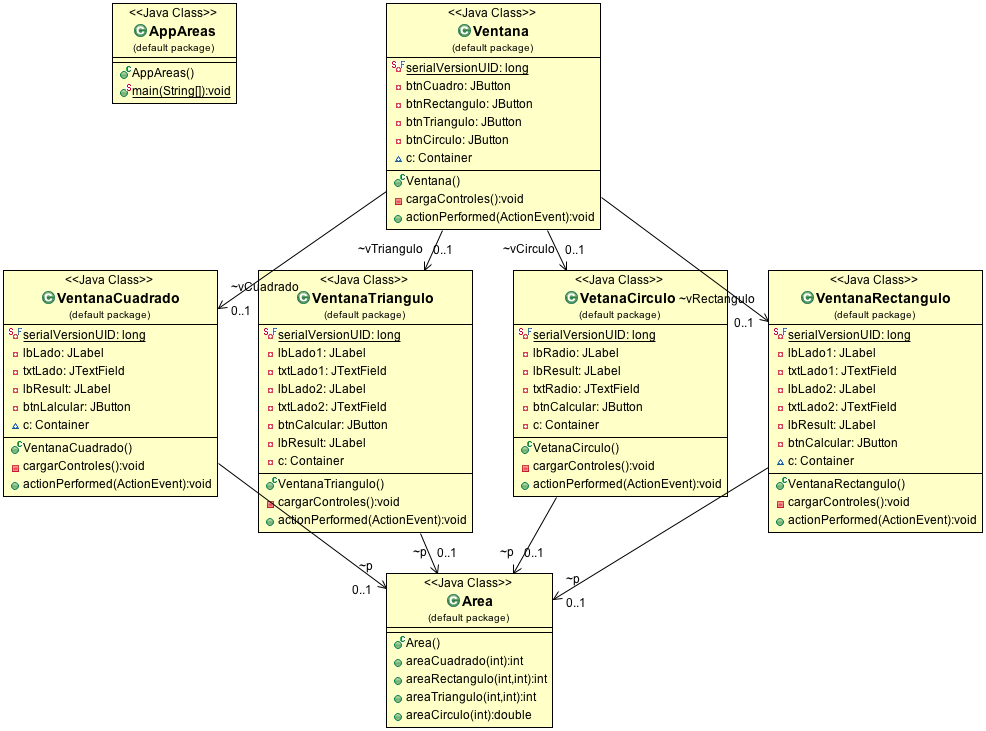 <<Java Class>>
AppAreas
(default package)
AppAreas()
main(String[]):void
<<Java Class>>
Ventana
(default package)
serialVersionUID: long
btnCuadro: JButton
btnRectangulo: JButton
btnTriangulo: JButton
btnCirculo: JButton
c: Container
Ventana()
cargaControles():void
actionPerformed(ActionEvent):void
~vCuadrado
0..1
~vTriangulo
0..1
~vCirculo
0..1
~vRectangulo
0..1
<<Java Class>>
VentanaCuadrado
(default package)
serialVersionUID: long
lbLado: JLabel
txtLado: JTextField
lbResult: JLabel
btnLalcular: JButton
c: Container
VentanaCuadrado()
cargarControles():void
actionPerformed(ActionEvent):void
<<Java Class>>
VentanaTriangulo
(default package)
serialVersionUID: long
lbLado1: JLabel
txtLado1: JTextField
lbLado2: JLabel
txtLado2: JTextField
btnCalcular: JButton
lbResult: JLabel
c: Container
VentanaTriangulo()
cargarControles():void
actionPerformed(ActionEvent):void
<<Java Class>>
VetanaCirculo
(default package)
serialVersionUID: long
lbRadio: JLabel
lbResult: JLabel
txtRadio: JTextField
btnCalcular: JButton
c: Container
VetanaCirculo()
cargarControles():void
actionPerformed(ActionEvent):void
<<Java Class>>
VentanaRectangulo
(default package)
serialVersionUID: long
lbLado1: JLabel
txtLado1: JTextField
lbLado2: JLabel
txtLado2: JTextField
lbResult: JLabel
btnCalcular: JButton
c: Container
VentanaRectangulo()
cargarControles():void
actionPerformed(ActionEvent):void
~p
0..1
~p
0..1
~p
0..1
~p
0..1
<<Java Class>>
Area
(default package)
Area()
areaCuadrado(int):int
areaRectangulo(int,int):int
areaTriangulo(int,int):int
areaCirculo(int):double